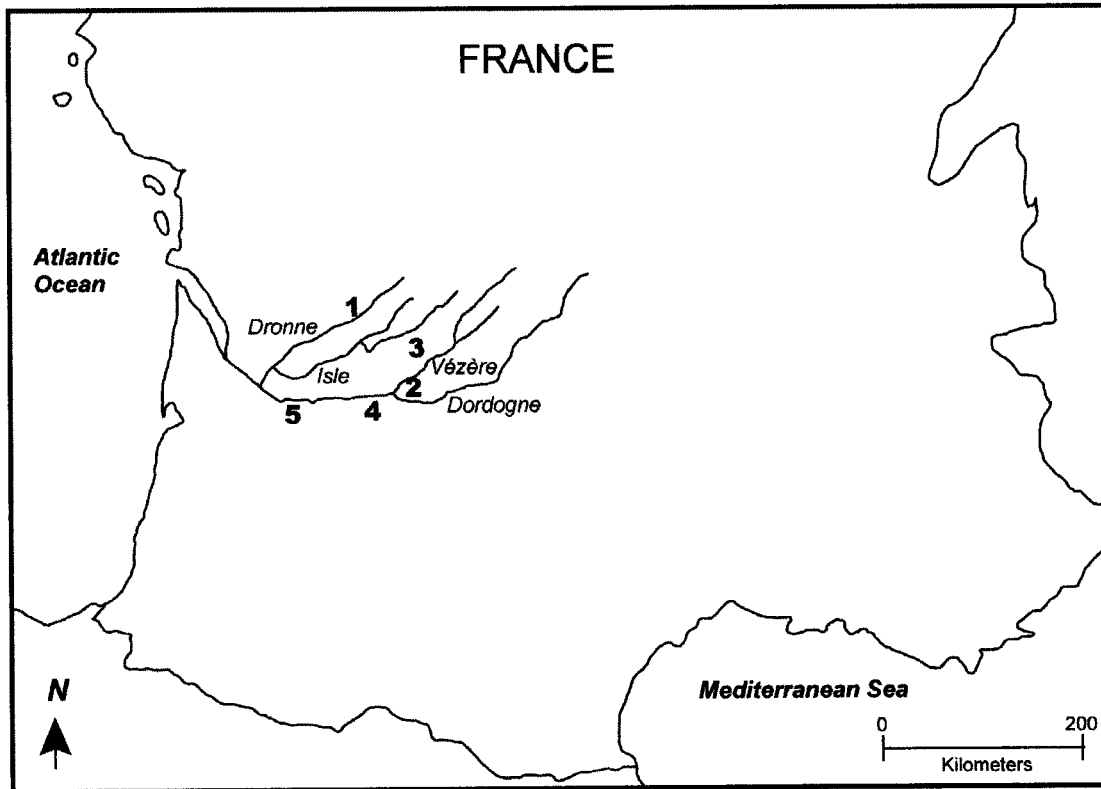 FRANCE
Atlantic
Ocean
1
Dronne
3
Isle
Vézère
2
Dordogne
5
4
N
Mediterranean Sea
0 200
Kilometers